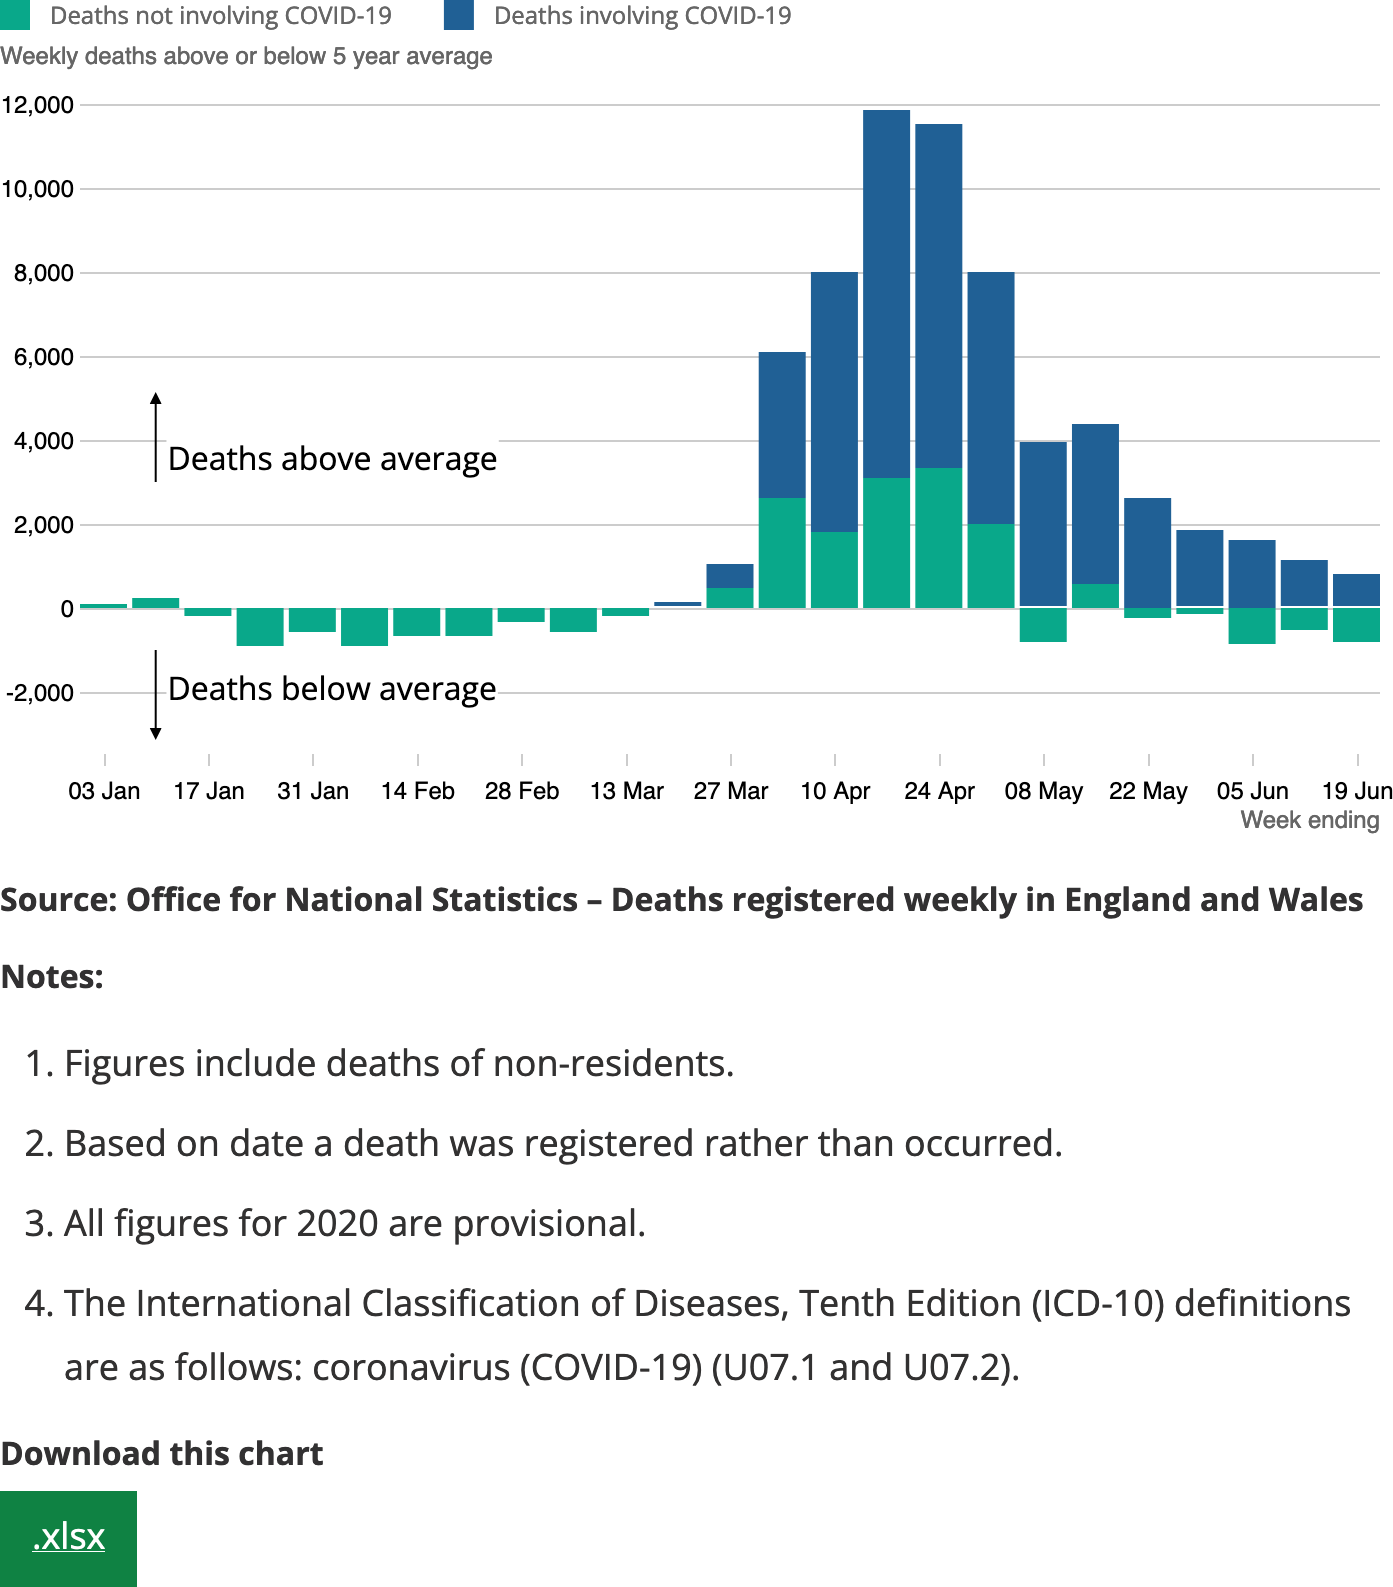 Deaths not involving COVID-19 Deaths involving COVID-19
Weekly deaths above or below 5 year average
12,000
10,000
8,000
6,000
4,000
Deaths above average
2,000
0
Deaths below average
-2,000
03 Jan 17 Jan 31 Jan 14 Feb 28 Feb 13 Mar 27 Mar 10 Apr 24 Apr 08 May 22 May 05 Jun 19 Jun
Week ending
Source: Office for National Statistics – Deaths registered weekly in England and Wales
Notes:
1. Figures include deaths of non-residents.
2. Based on date a death was registered rather than occurred.
3. All figures for 2020 are provisional.
4. The International Classification of Diseases, Tenth Edition (ICD-10) definitions
are as follows: coronavirus (COVID-19) (U07.1 and U07.2).
Download this chart
.xlsx